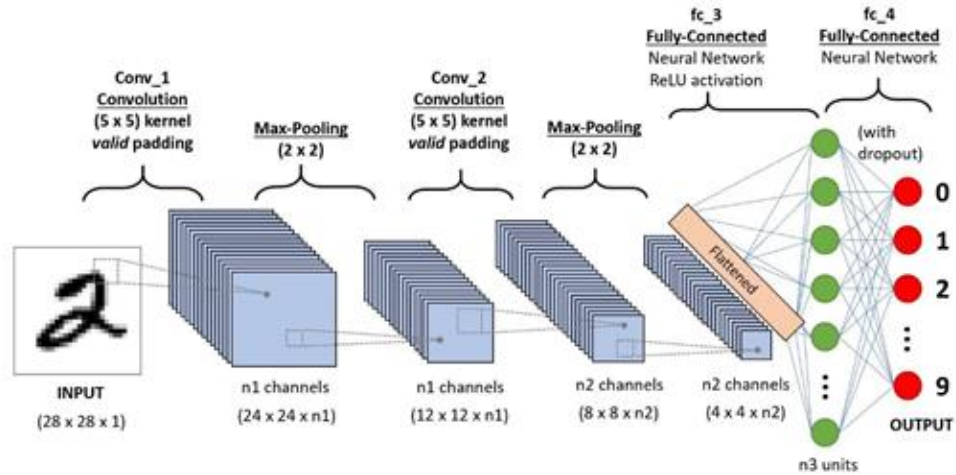 fc_3
Fully-Connected
Neural Network
ReLU activation
fc_4
Fully-Connected
Neural Network
Conv_1
Convolution
(5 x 5) kernel
valid padding
Max-Pooling
(2 x 2)
Conv_2
Convolution
(5 x 5) kernel
valid padding
Max-Pooling
(2 x 2)
(with
dropout)
Flattened
0
1
2
9
INPUT
(28 x 28 x 1)
n1 channels
(24 x 24 x n1)
n1 channels
(12 x 12 x n1)
n2 channels
(8 x 8 x n2)
n2 channels
(4 x 4 x n2)
OUTPUT
n3 units
2